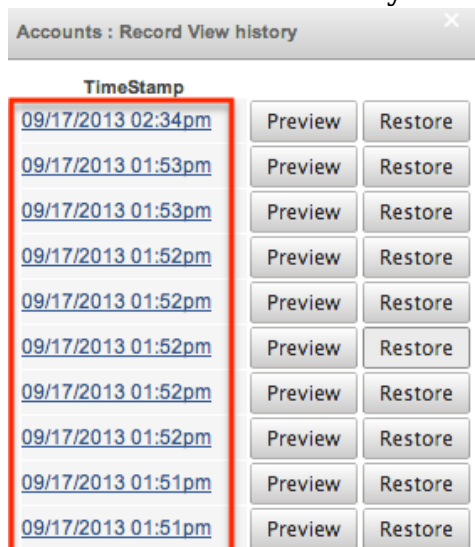 Accounts : Record View history
TimeStamp
09/17/2013 02:34pm Preview Restore
09/17/2013 01:53pm Preview Restore
09/17/2013 01:53pm Preview Restore
09/17/2013 01:52pm Preview Restore
09/17/2013 01:52pm Preview Restore
09/17/2013 01:52pm Preview Restore
09/17/2013 01:52pm Preview Restore
09/17/2013 01:52pm Preview Restore
09/17/2013 01:51pm Preview Restore
09/17/2013 01:51pm Preview Restore